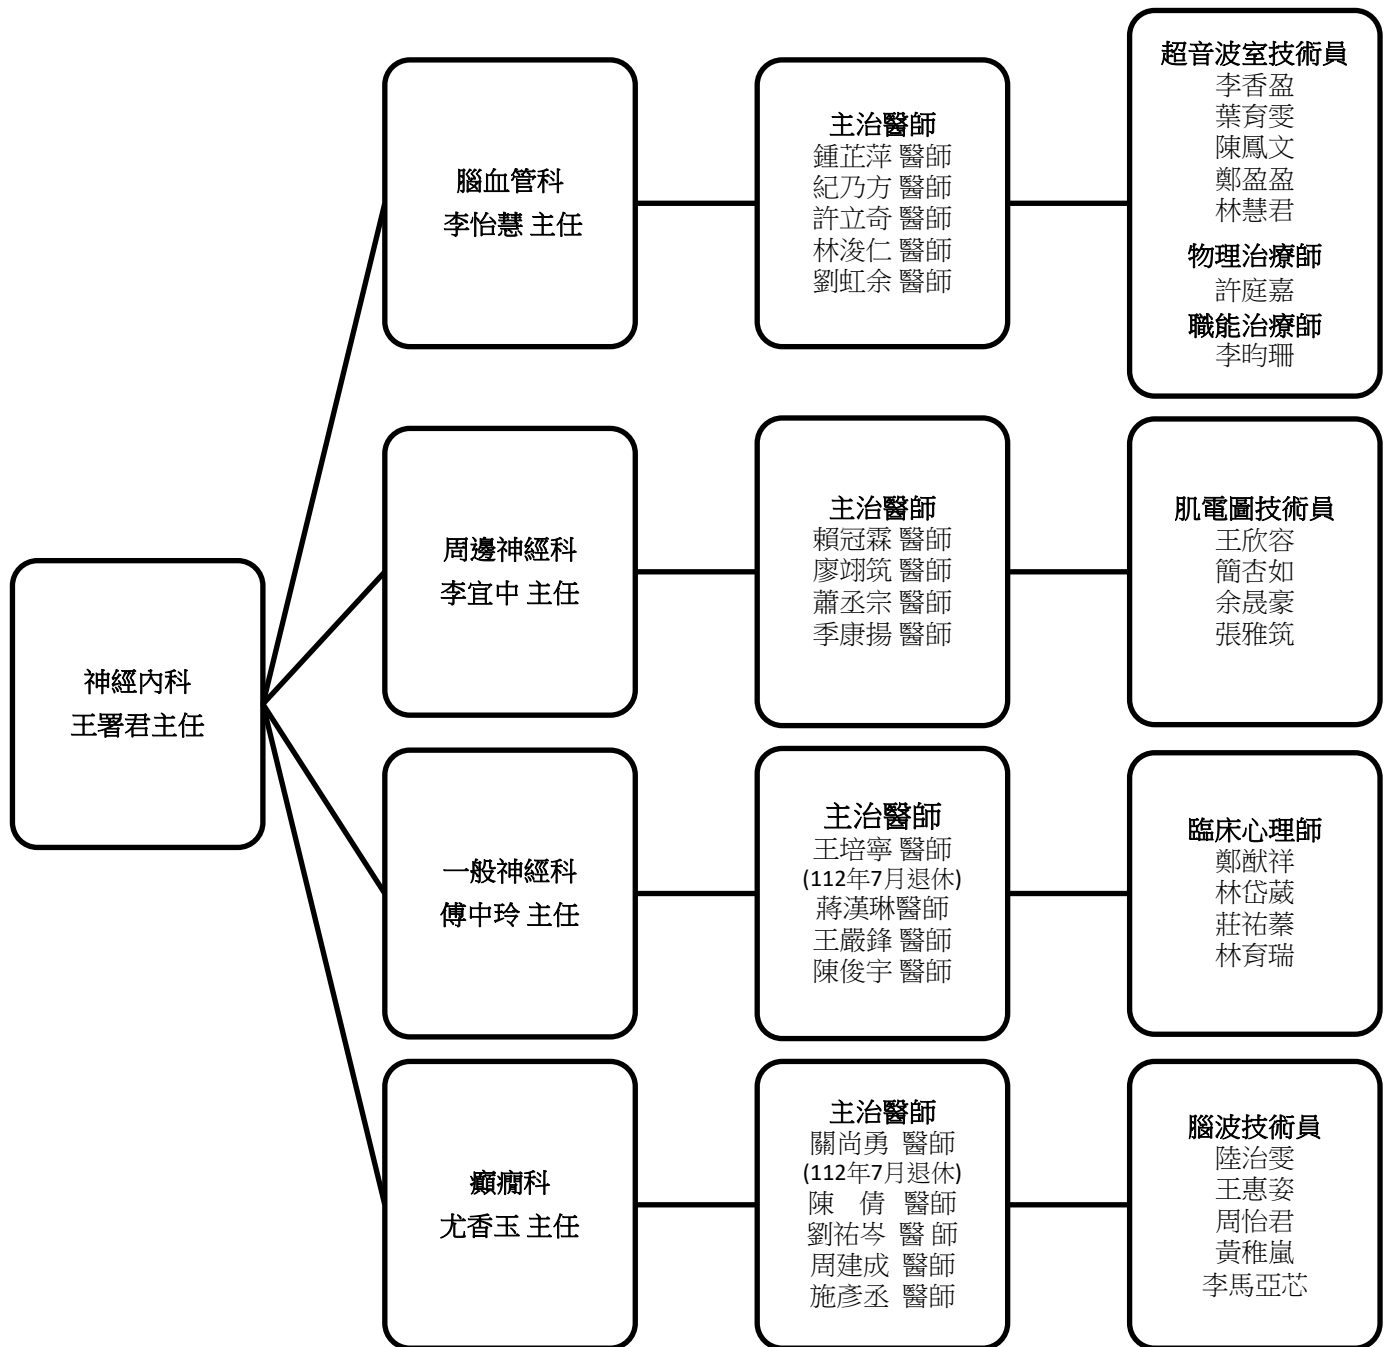 神經內科
王署君主任
腦血管科
李怡慧 主任
主治醫師
鍾芷萍 醫師
紀乃方 醫師
許立奇 醫師
林浚仁 醫師
劉虹余 醫師
超音波室技術員
李香盈
葉育雯
陳鳳文
鄭盈盈
林慧君
物理治療師
許庭嘉
職能治療師
李昀珊
周邊神經科
李宜中 主任
主治醫師
賴冠霖 醫師
廖翊筑 醫師
蕭丞宗 醫師
季康揚 醫師
肌電圖技術員
王欣容
簡杏如
余晟豪
張雅筑
一般神經科
傅中玲 主任
主治醫師
王培寧 醫師
(112年7月退休)
蔣漢琳醫師
王嚴鋒 醫師
陳俊宇 醫師
臨床心理師
鄭猷祥
林岱葳
莊祐蓁
林育瑞
癲癇科
尤香玉 主任
主治醫師
關尚勇 醫師
(112年7月退休)
陳　倩 醫師
劉祐岑 醫 師
周建成 醫師
施彥丞 醫師
腦波技術員
陸治雯
王惠姿
周怡君
黃稚嵐
李馬亞芯